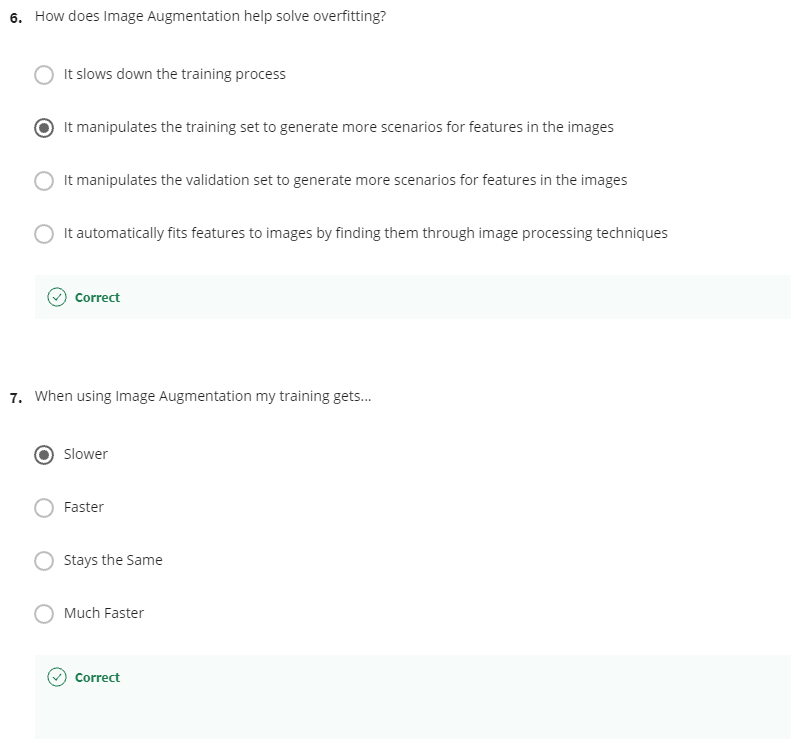 6. How does Image Augmentation help solve overfitting?
It slows down the training process
It manipulates the training set to generate more scenarios for features in the images
It manipulates the validation set to generate more scenarios for features in the images
It automatically fits features to images by finding them through image processing techniques
Correct
7. When using Image Augmentation my training gets...
Slower
Faster
Stays the Same
Much Faster
Correct